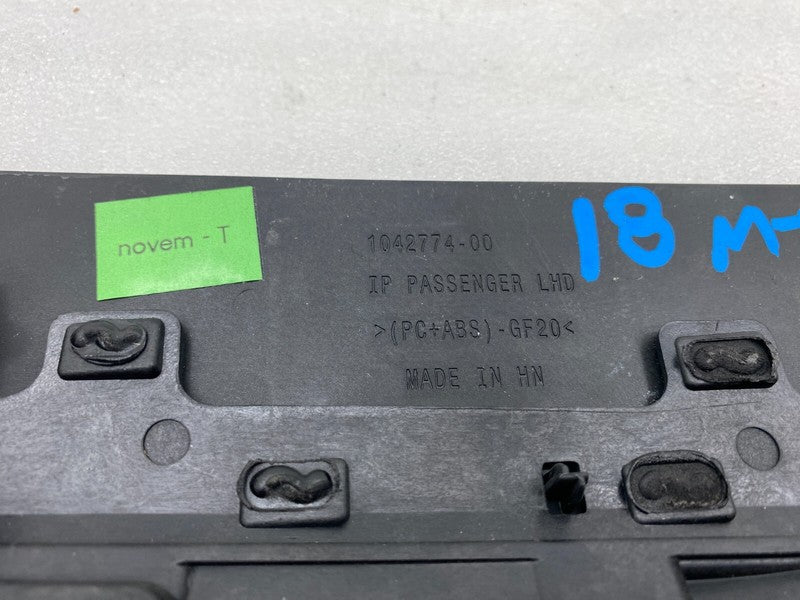 novem - T
1042774-00
IP PASSENGER LHD
>(PC+ABS)-GF20<
MADE IN HN
18 M-